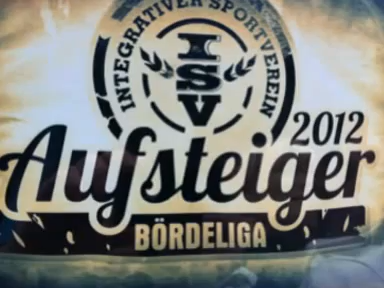 INTEGRATIVER SPORTVEREIN
ISV
2012
Aufsteiger
BÖRDELIGA